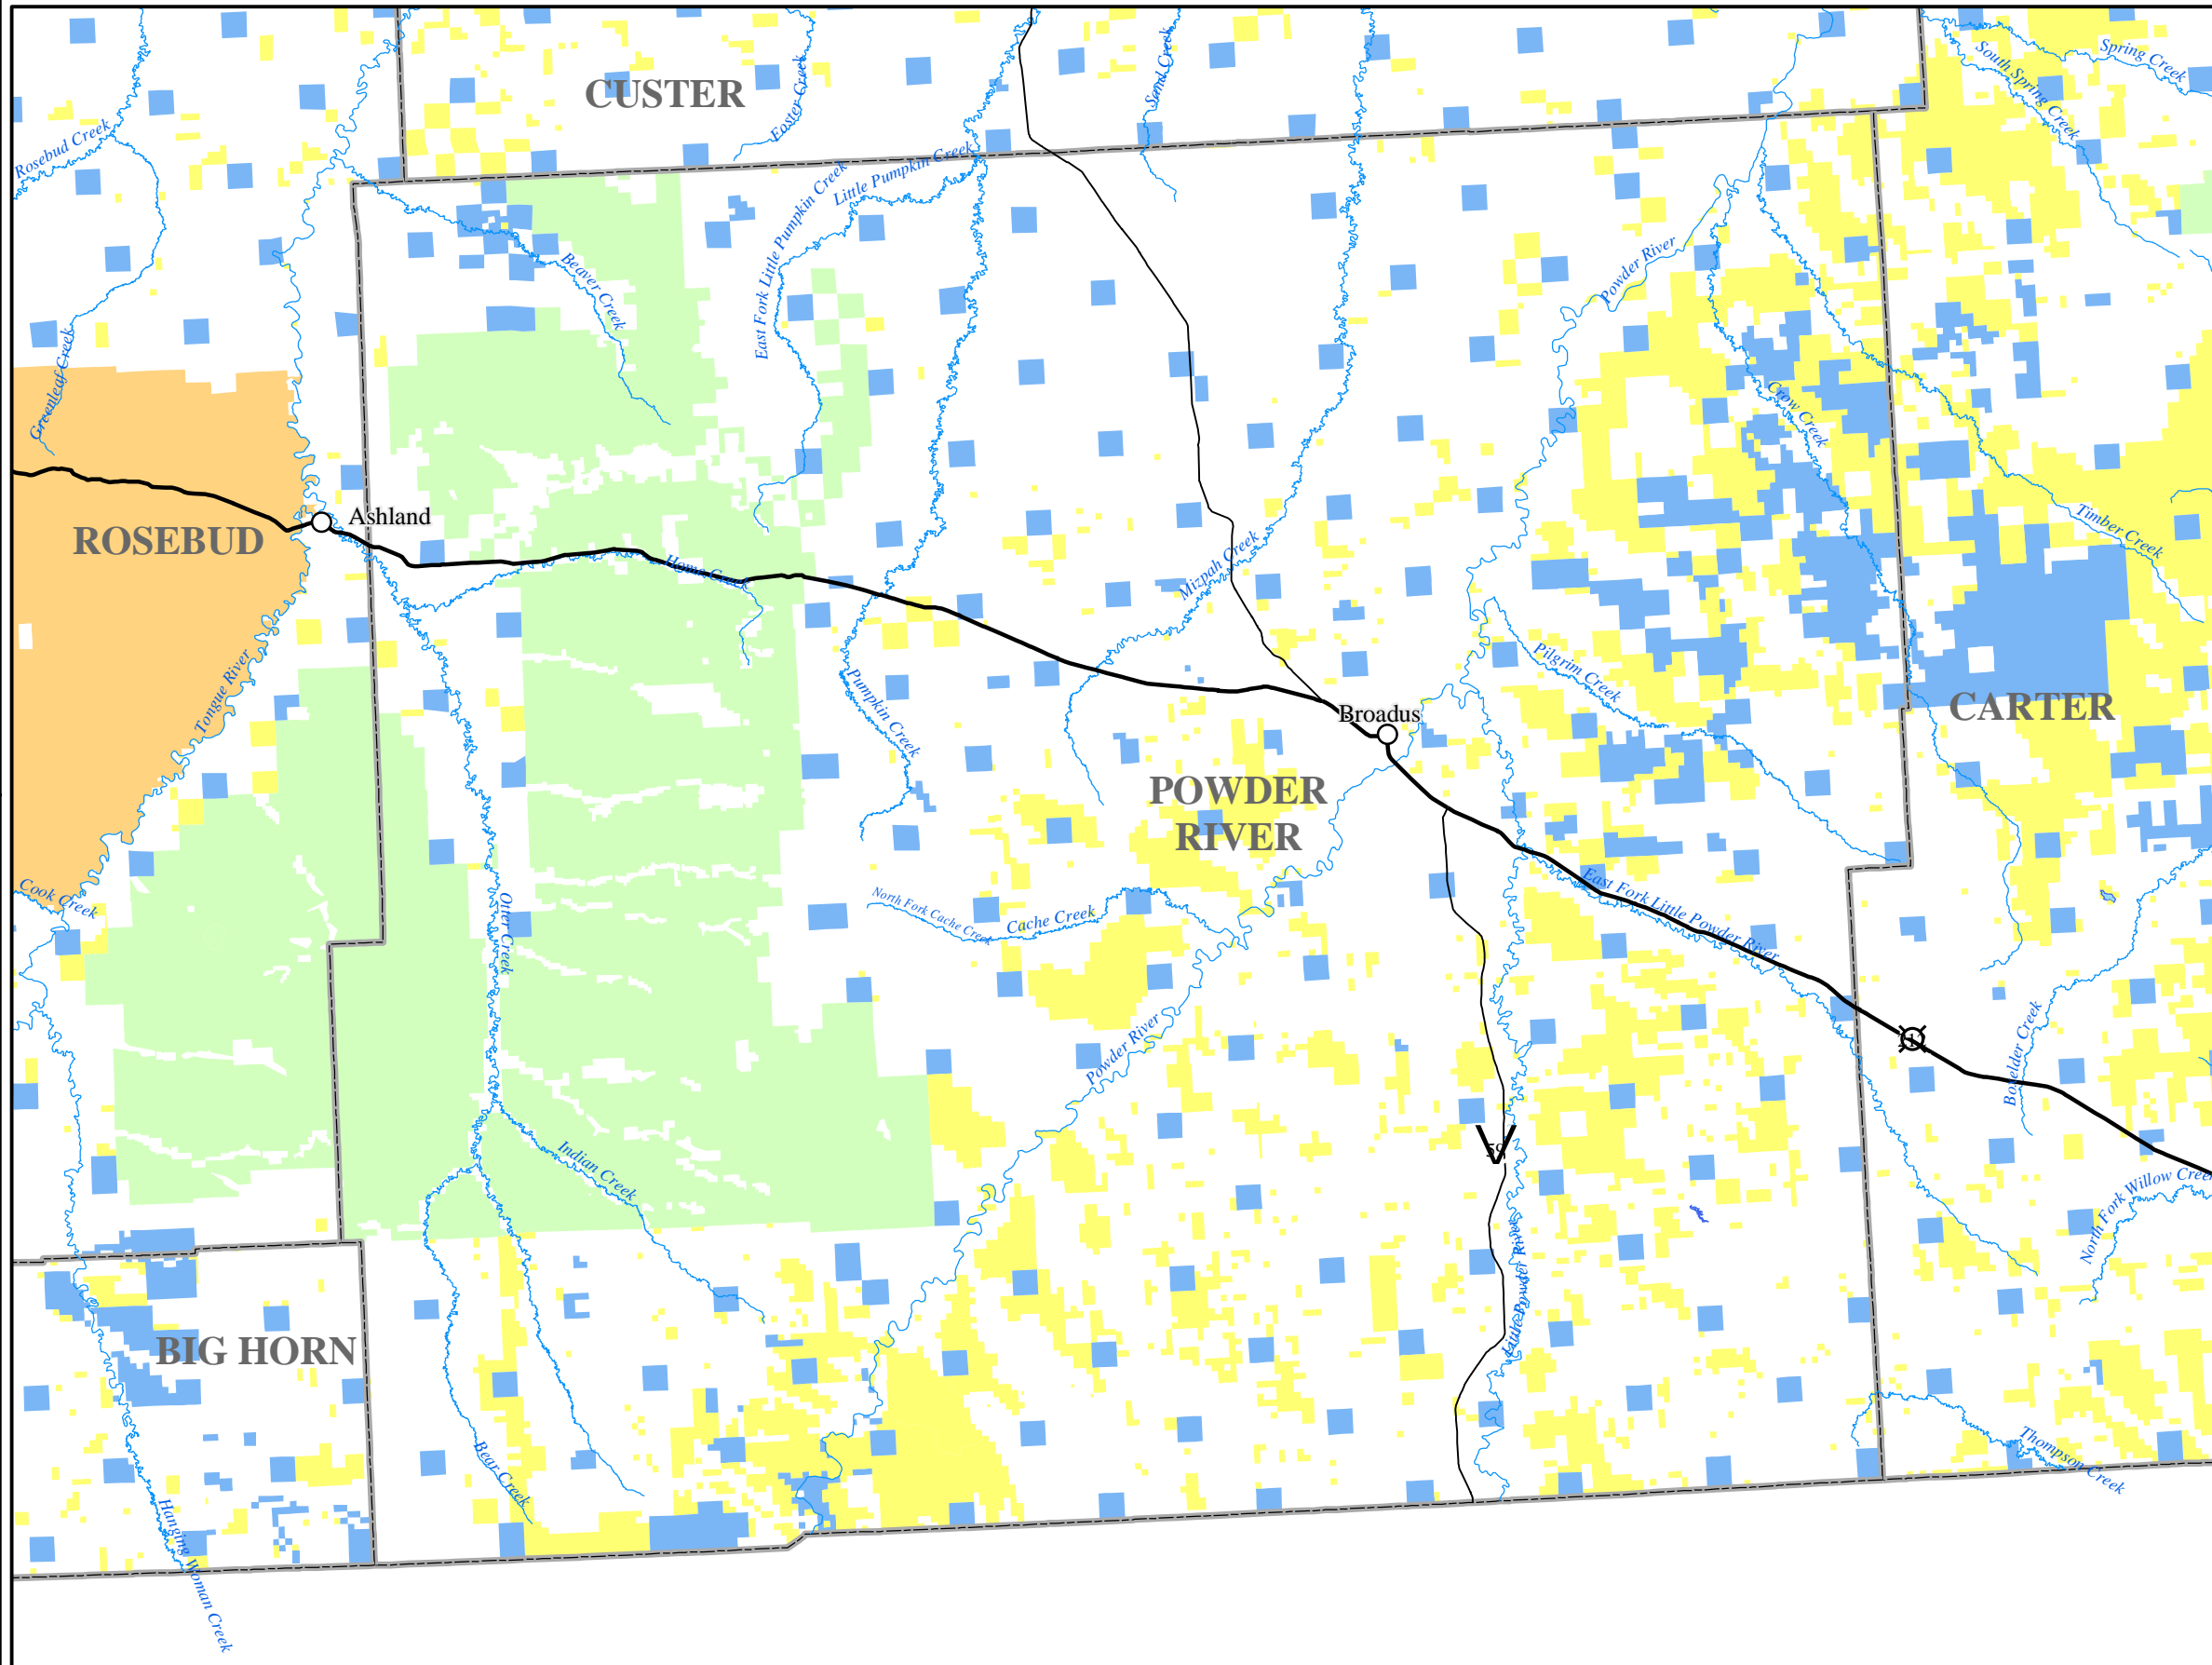 CUSTER
Easter Creek
Sand Creek
Spring Creek
South Spring Creek
Rosebud Creek
Little Pumpkin Creek
East Fork Little Pumpkin Creek
Beaver Creek
Powder River
Greenleaf Creek
Crow Creek
Ashland
ROSEBUD
Home Creek
Mizpah Creek
Timber Creek
Tongue River
Pumpkin Creek
Pilgrim Creek
CARTER
Broadus
POWDER
RIVER
Cook Creek
Otter Creek
North Fork Cache Creek
Cache Creek
East Fork Little Powder River
Powder River
Boxelder Creek
59
Indian Creek
North Fork Willow Creek
Little Powder River
BIG HORN
Bear Creek
Thompson Creek
Hanging Woman Creek